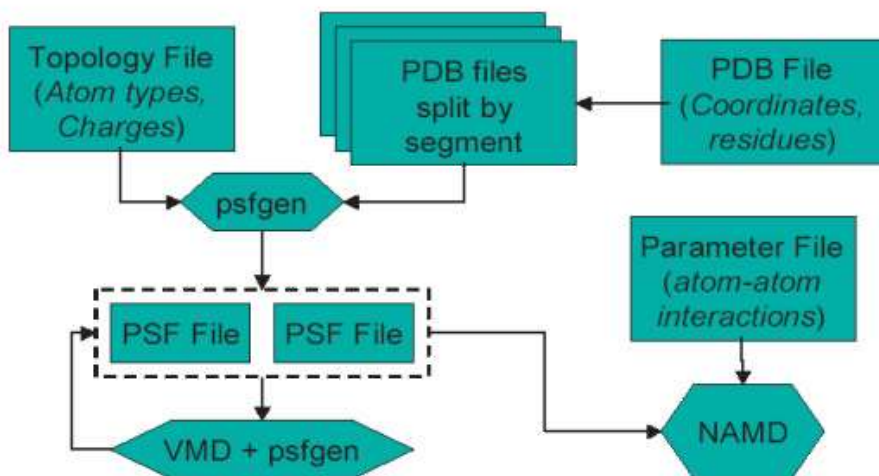 Topology File
(Atom types,
Charges)
PDB files
split by
segment
PDB File
(Coordinates,
residues)
psfgen
Parameter File
(atom-atom
interactions)
PSF File
PSF File
VMD + psfgen
NAMD